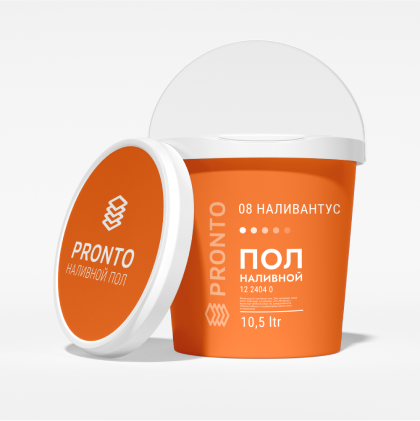 PRONTO
НАЛИВНОЙ ПОЛ
PRONTO
08 НАЛИВАНТУС
ПОЛ
НАЛИВНОЙ
12 2404 0
10,5 ltr